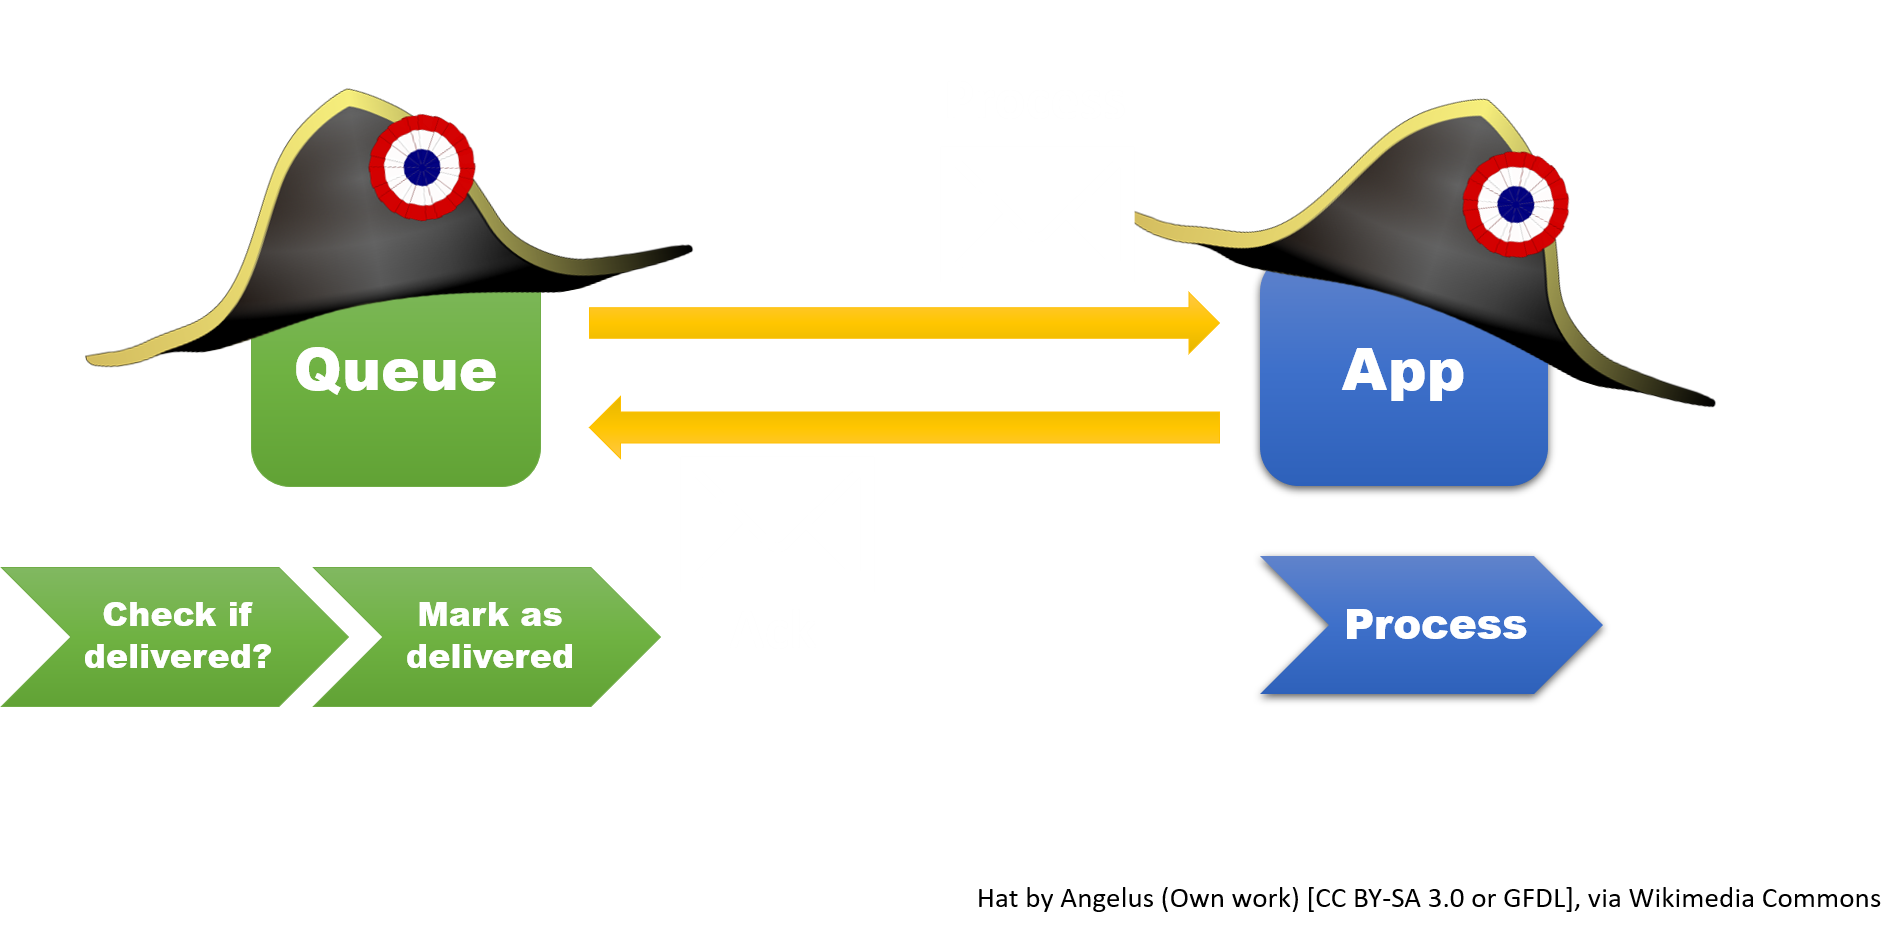 Queue
App
Check if
delivered?
Mark as
delivered
Process
Hat by Angelus (Own work) [CC BY-SA 3.0 or GFDL], via Wikimedia Commons